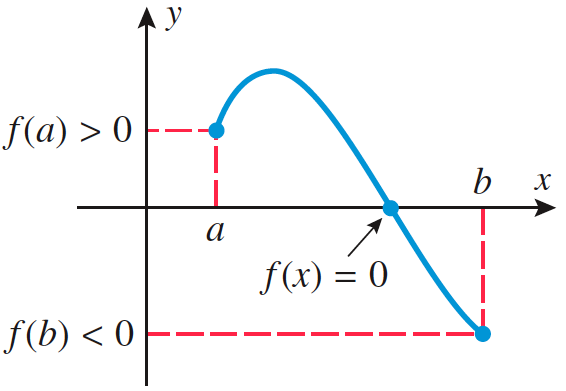 y
f(a) > 0
b
x
a
f(x) = 0
f(b) < 0